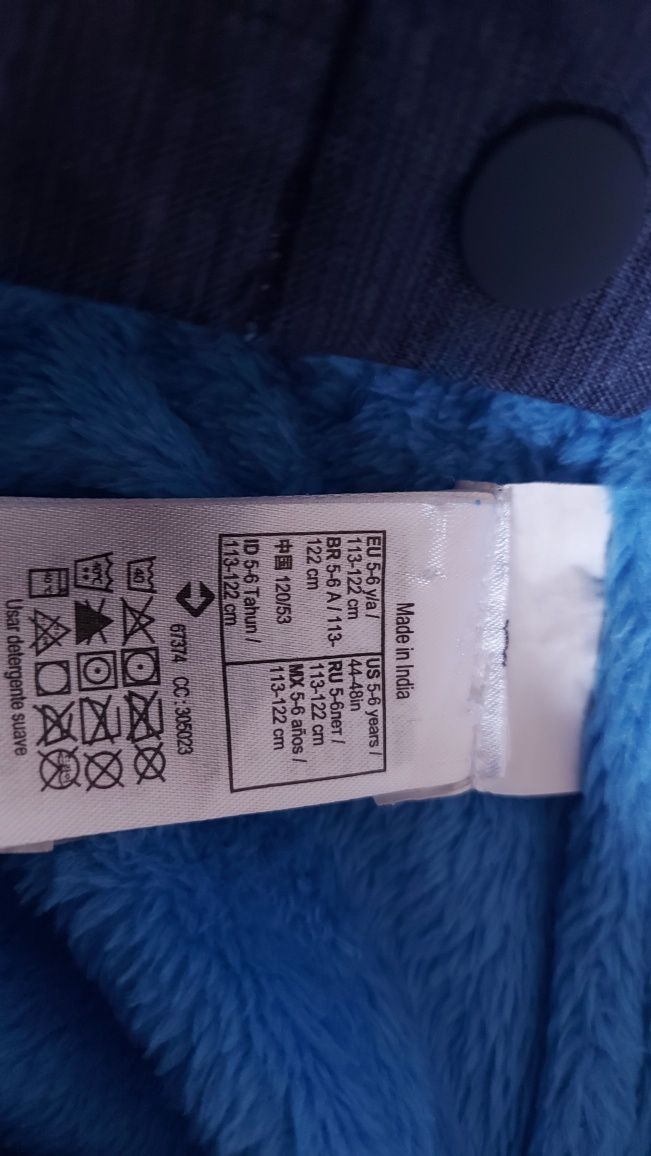 Made in India
EU 5-6 y/a /
113-122 cm
BR 5-6 A / 113-
122 cm
中国 120/53
ID 5-6 Tahun /
113-122 cm
US 5-6 years /
44-48in
RU 5-6лет /
113-122 cm
MX 5-6 años /
113-122 cm
67374 CC : 305023
40
40°C
Usar detergente suave